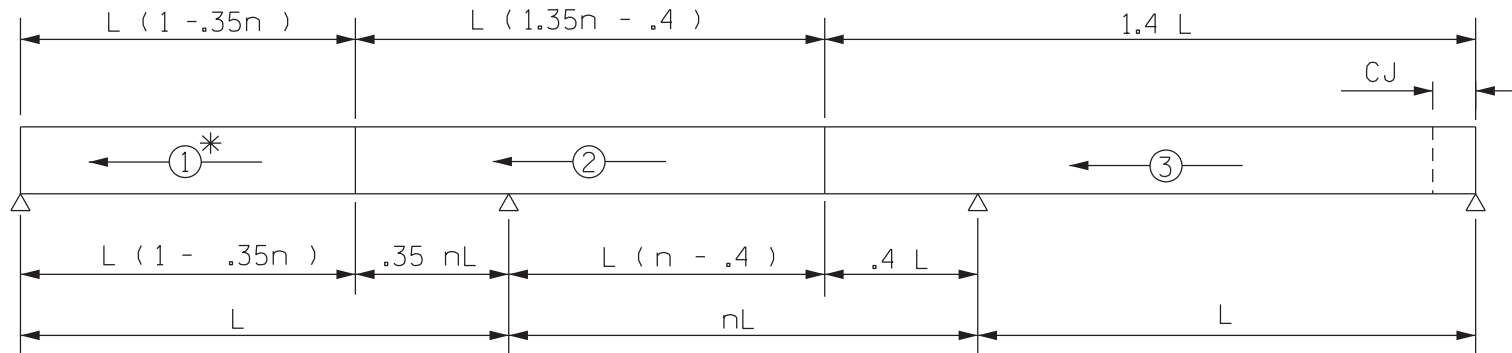 L ( 1 -.35n ) L ( 1.35n - .4 ) 1.4 L
CJ
1* 2 3
L ( 1 - .35n ) .35 nL L ( n - .4 ) .4 L
L nL L